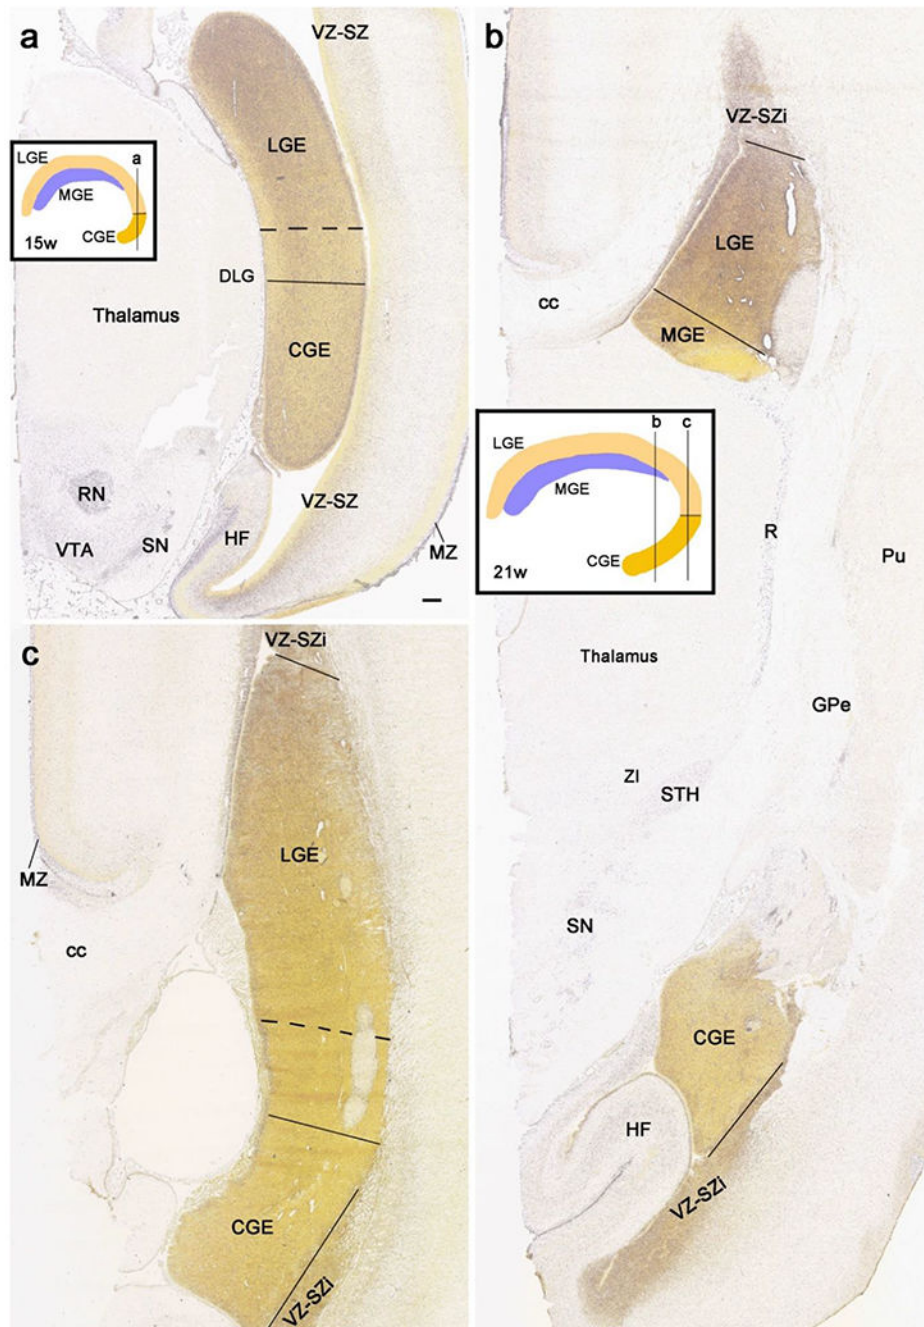 a
VZ-SZ
LGE
LGE
a
MGE
CGE
15w
DLG
Thalamus
CGE
RN
VZ-SZ
VTA
SN
HF
MZ
b
VZ-SZi
LGE
cc
MGE
b
c
LGE
MGE
CGE
21w
R
Pu
Thalamus
GPe
ZI
STH
SN
CGE
HF
VZ-SZi
c
VZ-SZi
LGE
MZ
cc
CGE
VZ-SZi